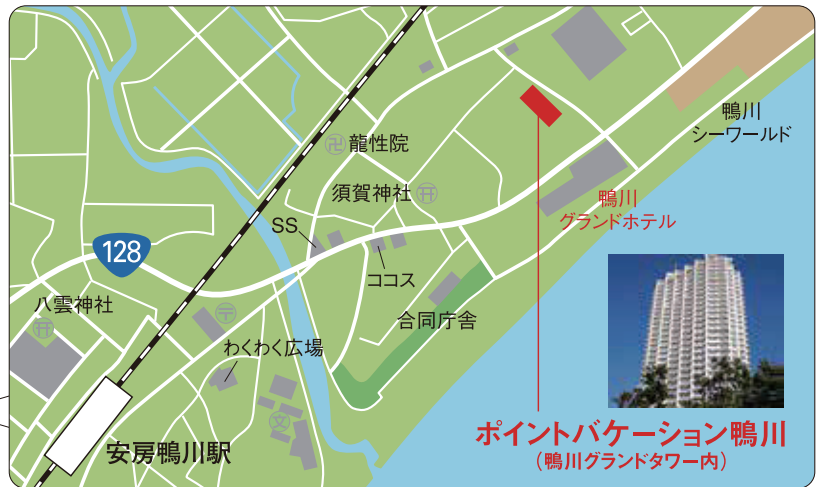 龍性院
須賀神社
SS
ココス
合同庁舎
鴨川
シーワールド
鴨川
グランドホテル
128
八雲神社
〒
わくわく広場
文
安房鴨川駅
ポイントバケーション鴨川
(鴨川グランドタワー内)